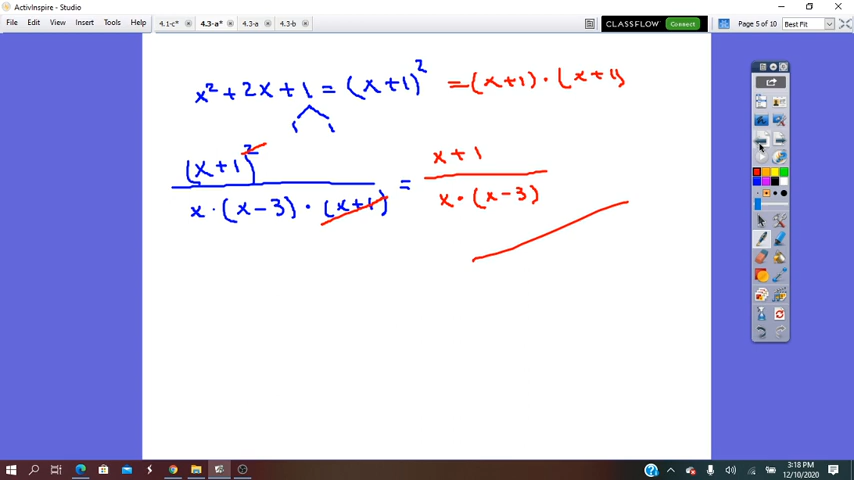 ActivInspire - Studio
File Edit View Insert Tools Help
4.1-c* 4.3-a* 4.3-a 4.3-b
CLASSFLOW Connect
Page 5 of 10
Best Fit
x² + 2x + 1 = (x+1)² = (x+1) · (x+1)
1 1
(x+1)² x+1
= 
x · (x-3) · (x+1) x · (x-3)
3:18 PM
12/10/2020